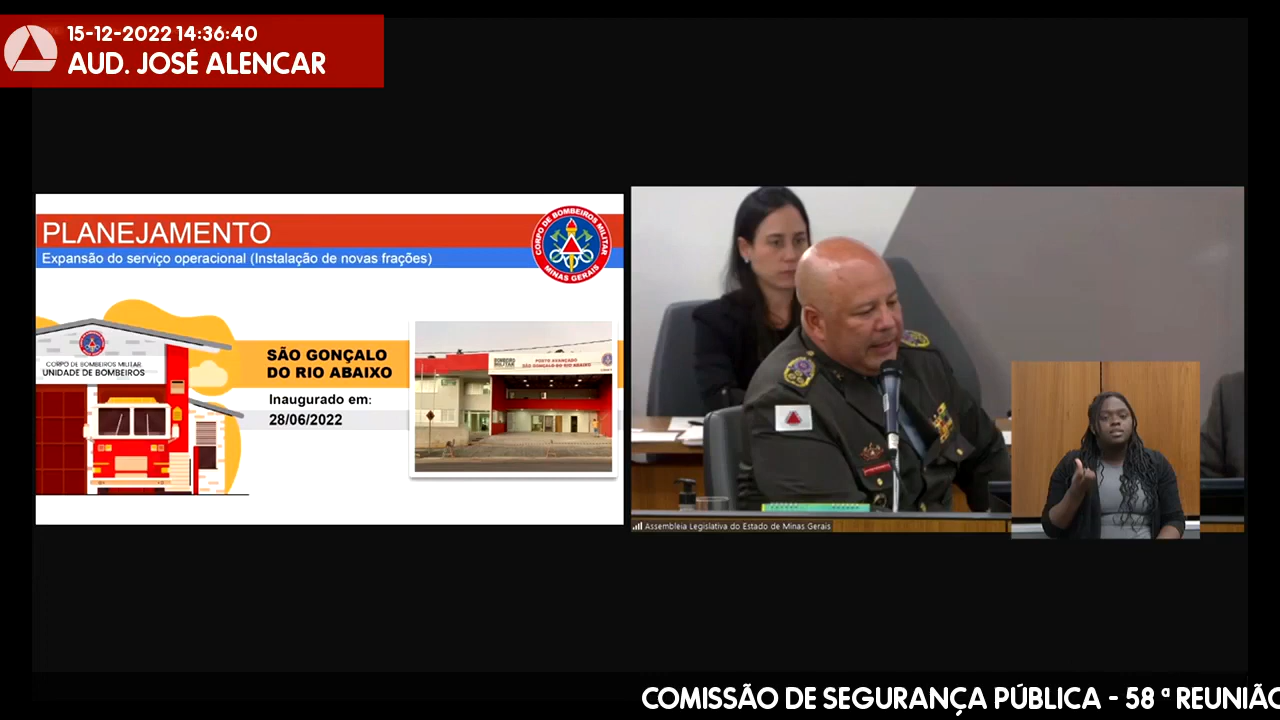 15-12-2022 14:36:40
AUD. JOSÉ ALENCAR
PLANEJAMENTO
Expansão do serviço operacional (Instalação de novas frações)
CORPO DE BOMBEIROS MILITAR
MINAS GERAIS
CORPO DE BOMBEIROS MILITAR
UNIDADE DE BOMBEIROS
SÃO GONÇALO
DO RIO ABAIXO
Inaugurado em:
28/06/2022
BOMBEIRO
MILITAR
POSTO AVANÇADO
SÃO GONÇALO DO RIO ABAIXO
Assembleia Legislativa do Estado de Minas Gerais
COMISSÃO DE SEGURANÇA PÚBLICA - 58 ª REUNIÃO